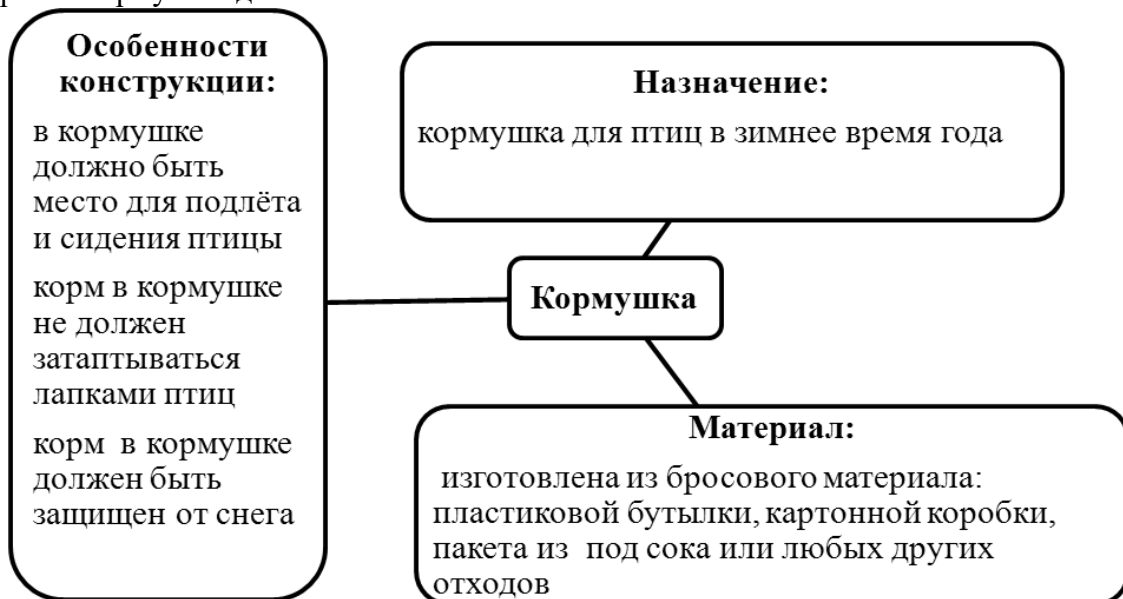 Особенности
конструкции:
в кормушке
должно быть
место для подлёта
и сидения птицы
корм в кормушке
не должен
затаптываться
лапками птиц
корм в кормушке
должен быть
защищен от снега
Назначение:
кормушка для птиц в зимнее время года
Кормушка
Материал:
изготовлена из бросового материала:
пластиковой бутылки, картонной коробки,
пакета из под сока или любых других
отходов